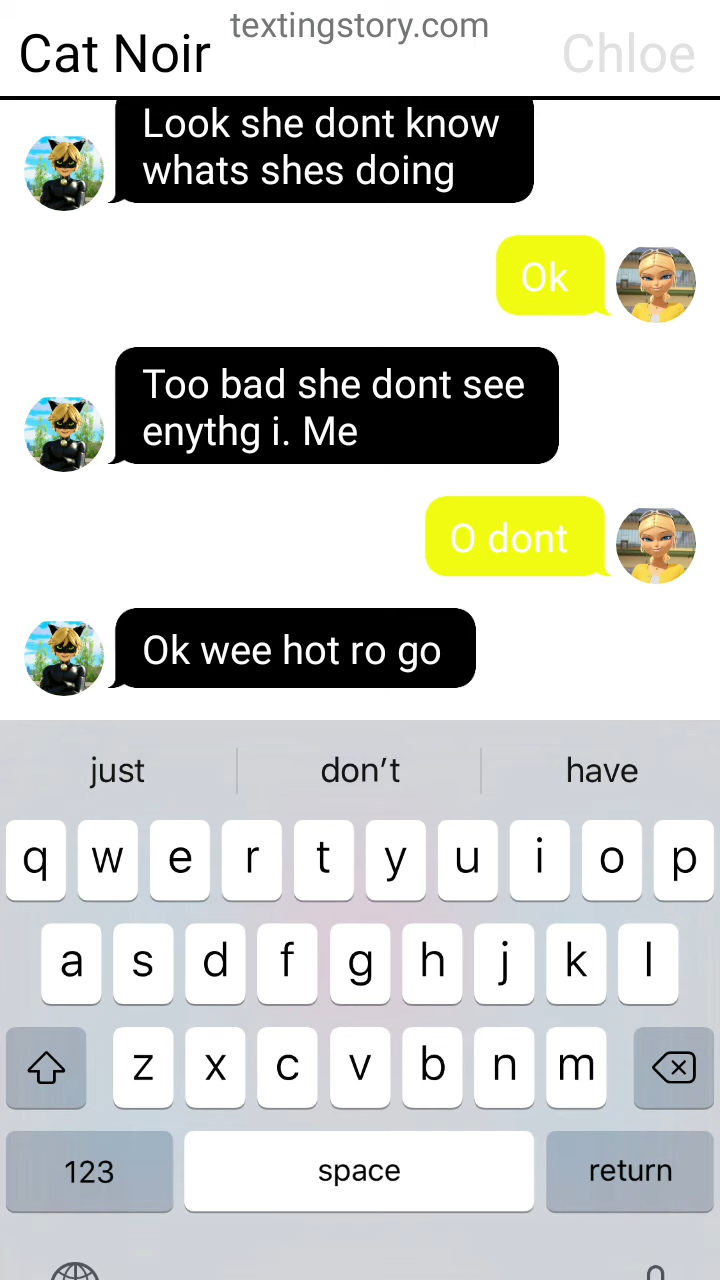 textingstory.com
Cat Noir
Chloe
Look she dont know
whats shes doing
Ok
Too bad she dont see
enythg i. Me
O dont
Ok wee hot ro go
just don't have
q w e r t y u i o p
a s d f g h j k l
z x c v b n m
123 space return